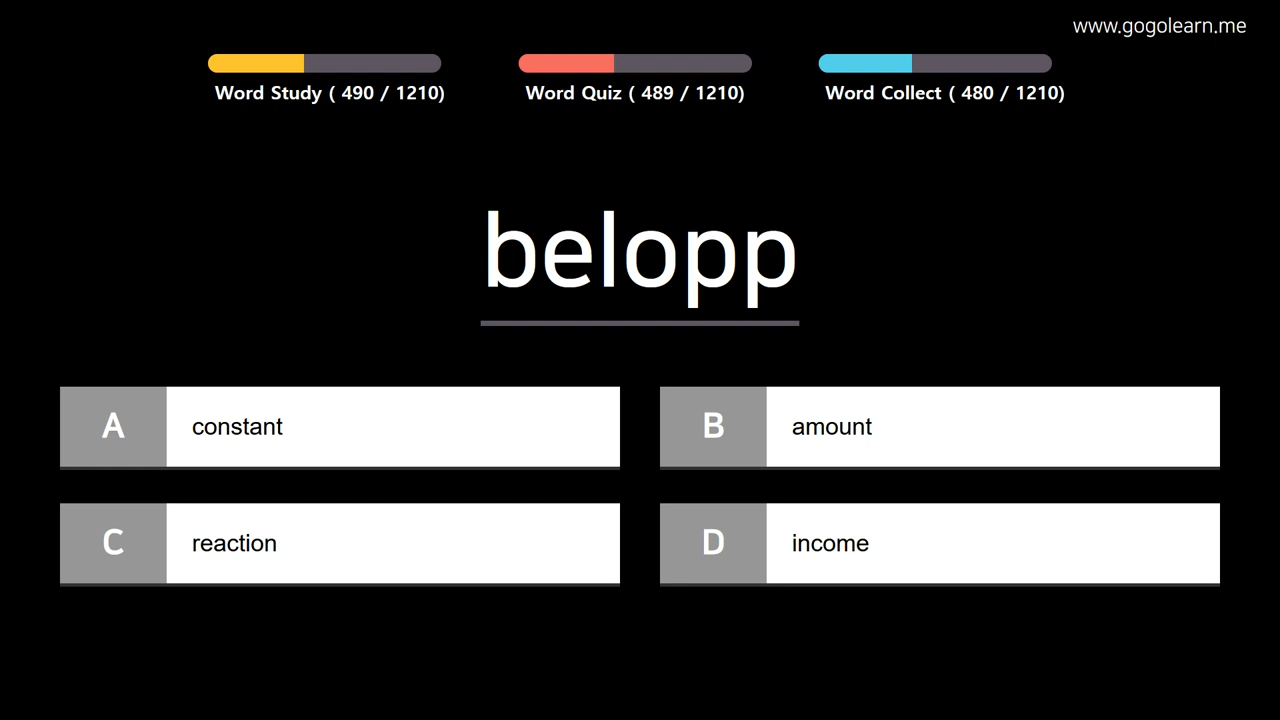 www.gogolearn.me
Word Study ( 490 / 1210)
Word Quiz ( 489 / 1210)
Word Collect ( 480 / 1210)
belopp
A constant
B amount
C reaction
D income